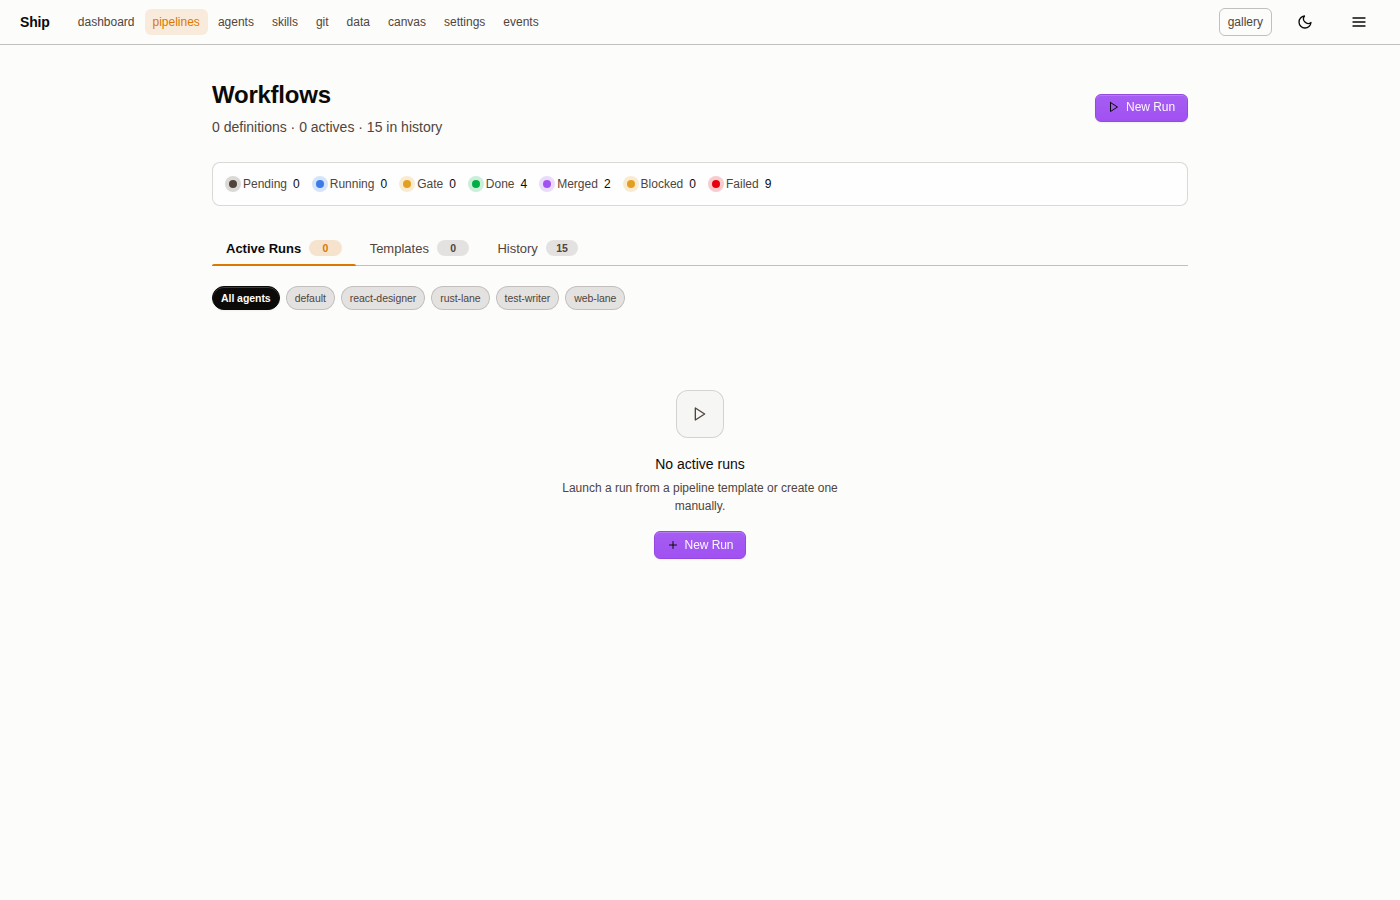 Ship dashboard pipelines agents skills git data canvas settings events gallery
Workflows
0 definitions · 0 actives · 15 in history
New Run
Pending 0 Running 0 Gate 0 Done 4 Merged 2 Blocked 0 Failed 9
Active Runs 0 Templates 0 History 15
All agents default react-designer rust-lane test-writer web-lane
No active runs
Launch a run from a pipeline template or create one
manually.
New Run